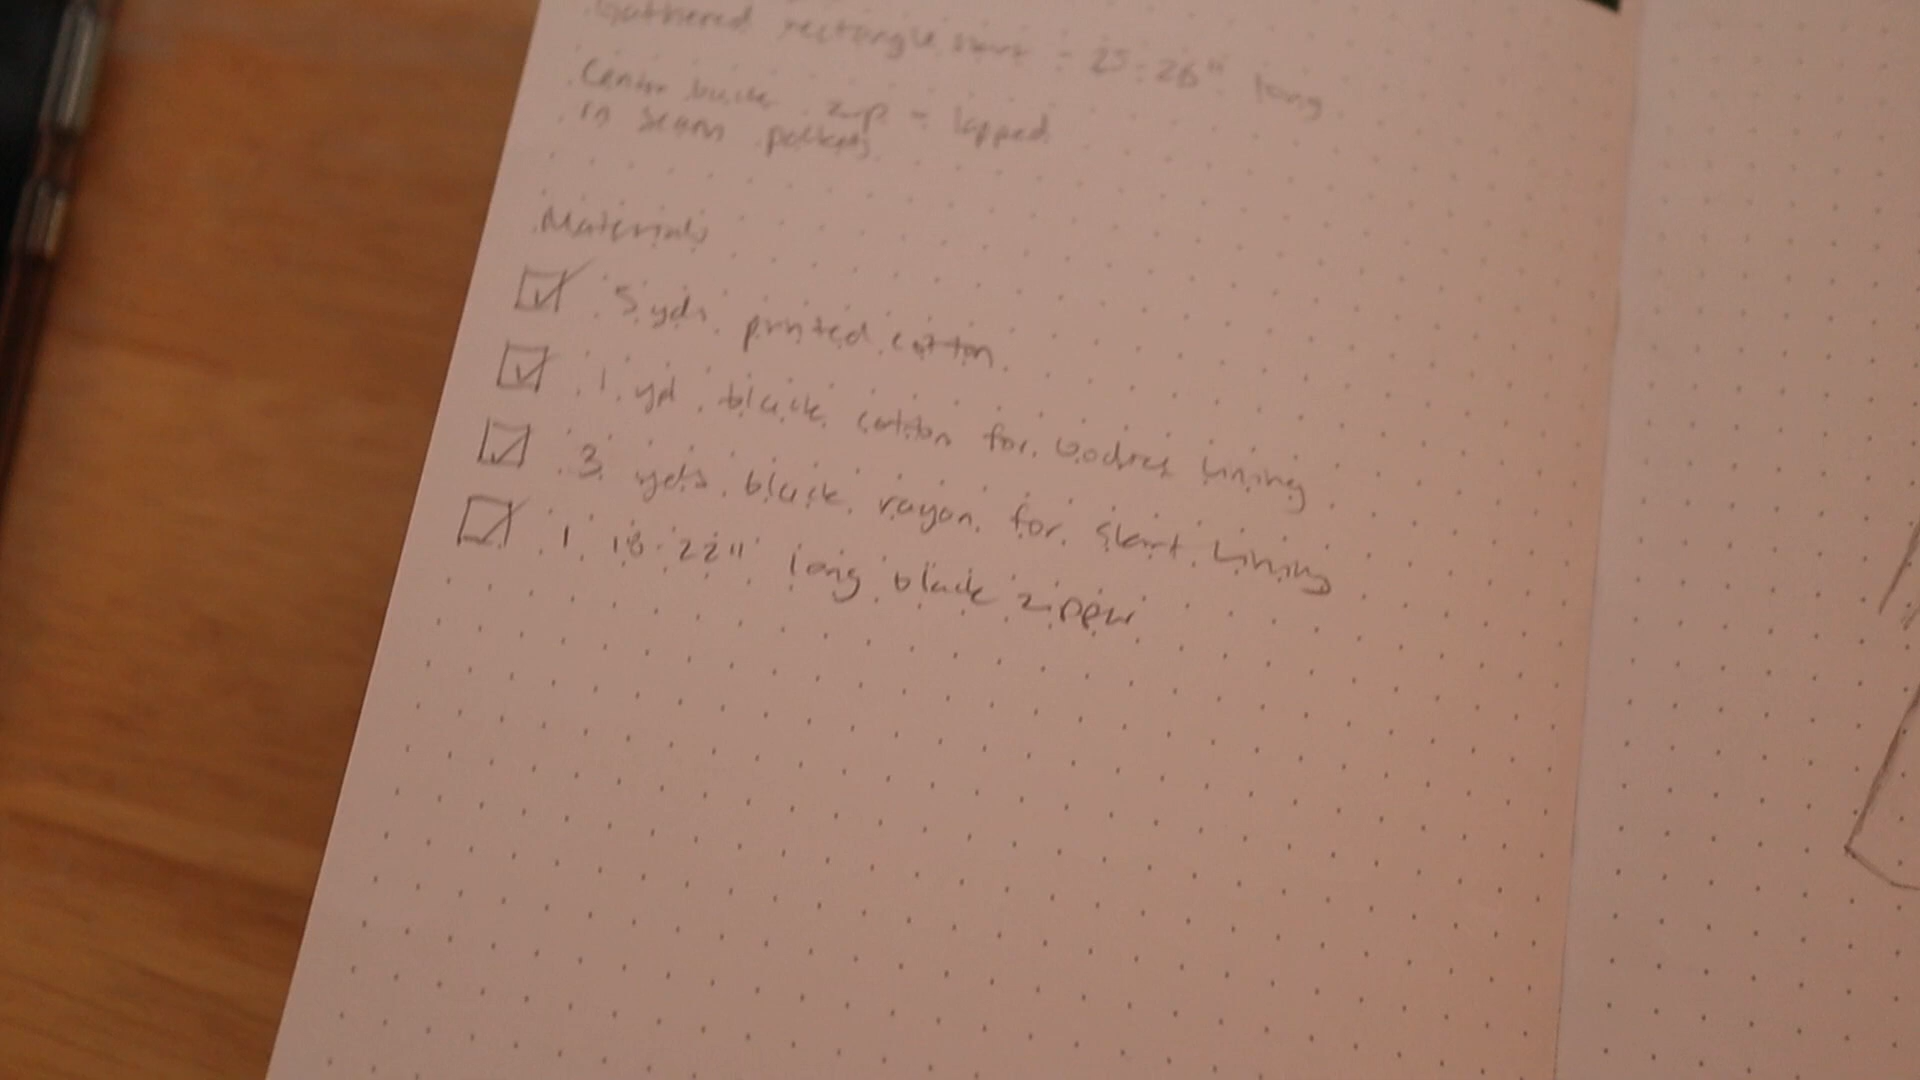 Gathered rectangle skirt - 25-26" long
Center back zip - lapped
in seam pockets
Materials
5 yds printed cotton
1 yd black cotton for bodice lining
3 yds black rayon for skirt lining
1 18-22" long black zipper